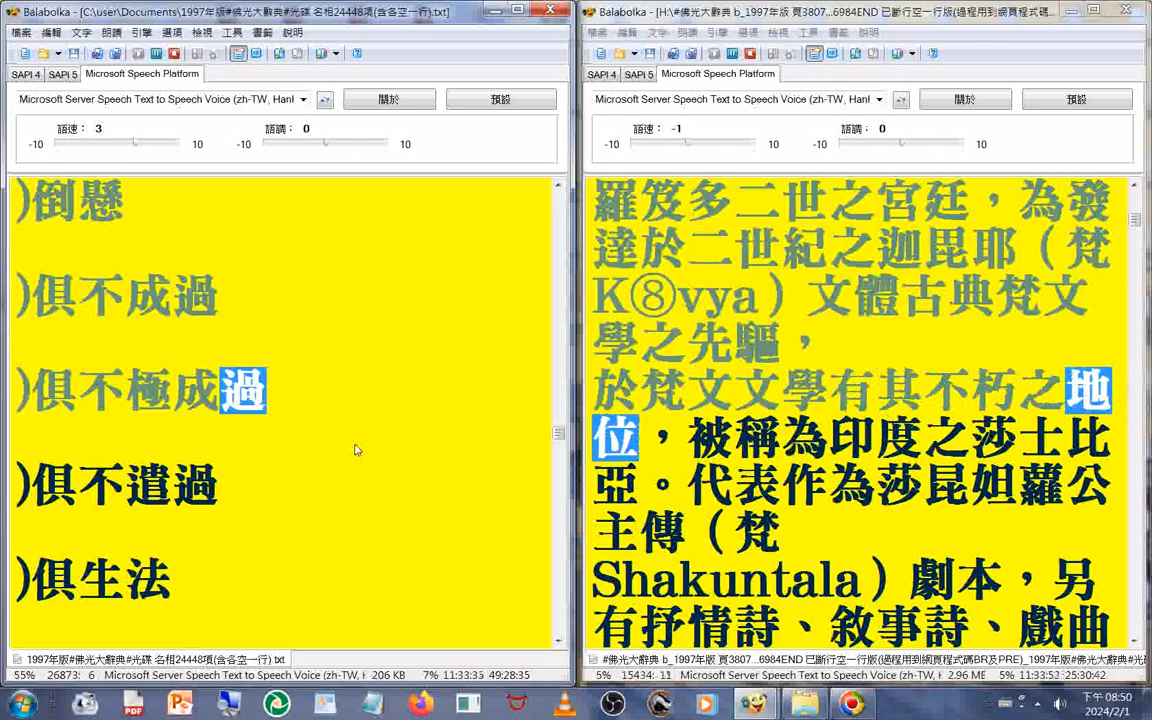 Balabolka - [C:\user\Documents\1997年版#佛光大辭典#光碟 名相24448項(含各空一行).txt]
檔案 編輯 文字 朗讀 引擎 選項 檢視 工具 書籤 說明
SAPI 4 SAPI 5 Microsoft Speech Platform
Microsoft Server Speech Text to Speech Voice (zh-TW, Hanl
關於 預設
語速： 3 語調： 0
-10 10 -10 10
)倒懸
)俱不成過
)俱不極成過
)俱不遣過
)俱生法
1997年版#佛光大辭典#光碟 名相24448項(含各空一行).txt
55% 26873: 6 Microsoft Server Speech Text to Speech Voice (zh-TW, H 206 KB 7% 11:33:35 49:28:35
Balabolka - [H:\#佛光大辭典 b_1997年版 頁3807...6984END 已斷行空一行版(過程用到網頁程式碼...
檔案 編輯 文字 朗讀 引擎 選項 檢視 工具 書籤 說明
SAPI 4 SAPI 5 Microsoft Speech Platform
Microsoft Server Speech Text to Speech Voice (zh-TW, Hanl
關於 預設
語速： -1 語調： 0
-10 10 -10 10
羅笈多二世之宮廷，為發
達於二世紀之迦毘耶（梵
K⑧vya）文體古典梵文
學之先驅，
於梵文文學有其不朽之地
位，被稱為印度之莎士比
亞。代表作為莎昆妲蘿公
主傳（梵
Shakuntala）劇本，另
有抒情詩、敘事詩、戲曲
#佛光大辭典 b_1997年版 頁3807...6984END 已斷行空一行版(過程用到網頁程式碼BR及PRE)_1997年版#光
5% 15434: 11 Microsoft Server Speech Text to Speech Voice (zh-TW, H 2.96 ME 5% 11:33:52 25:30:42
下午 08:50
2024/2/1